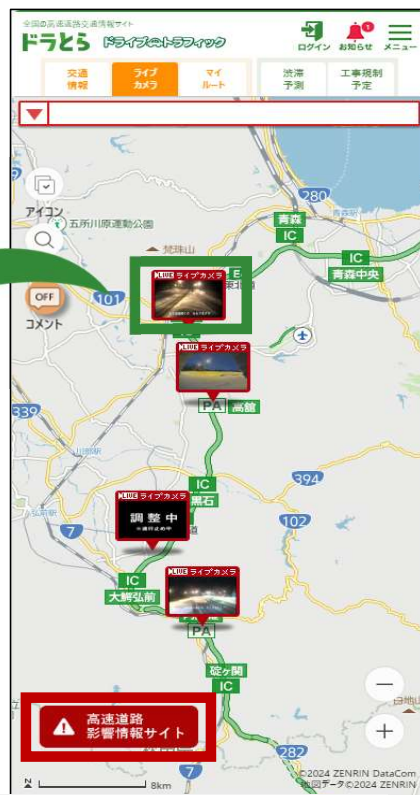 全国の高速道路交通情報サイト
ドラとら ドライブ トラフィック
ログイン
お知らせ
1
メニュー
交通
情報
ライブ
カメラ
マイ
ルート
渋滞
予測
工事規制
予定
アイコン
五所川原運動公園
280
青森
IC
梵珠山
IC
青森中央
LIVE ライブカメラ
OFF
コメント
101
LIVE ライブカメラ
PA 高舘
339
394
IC
黒石
LIVE ライブカメラ
調整中
102
弘前駅
7
LIVE ライブカメラ
IC
大鰐弘前
PA
碇ヶ関
IC
高速道路
影響情報サイト
282
7
8km
©2024 ZENRIN DataCom
地図データ©2024 ZENRIN